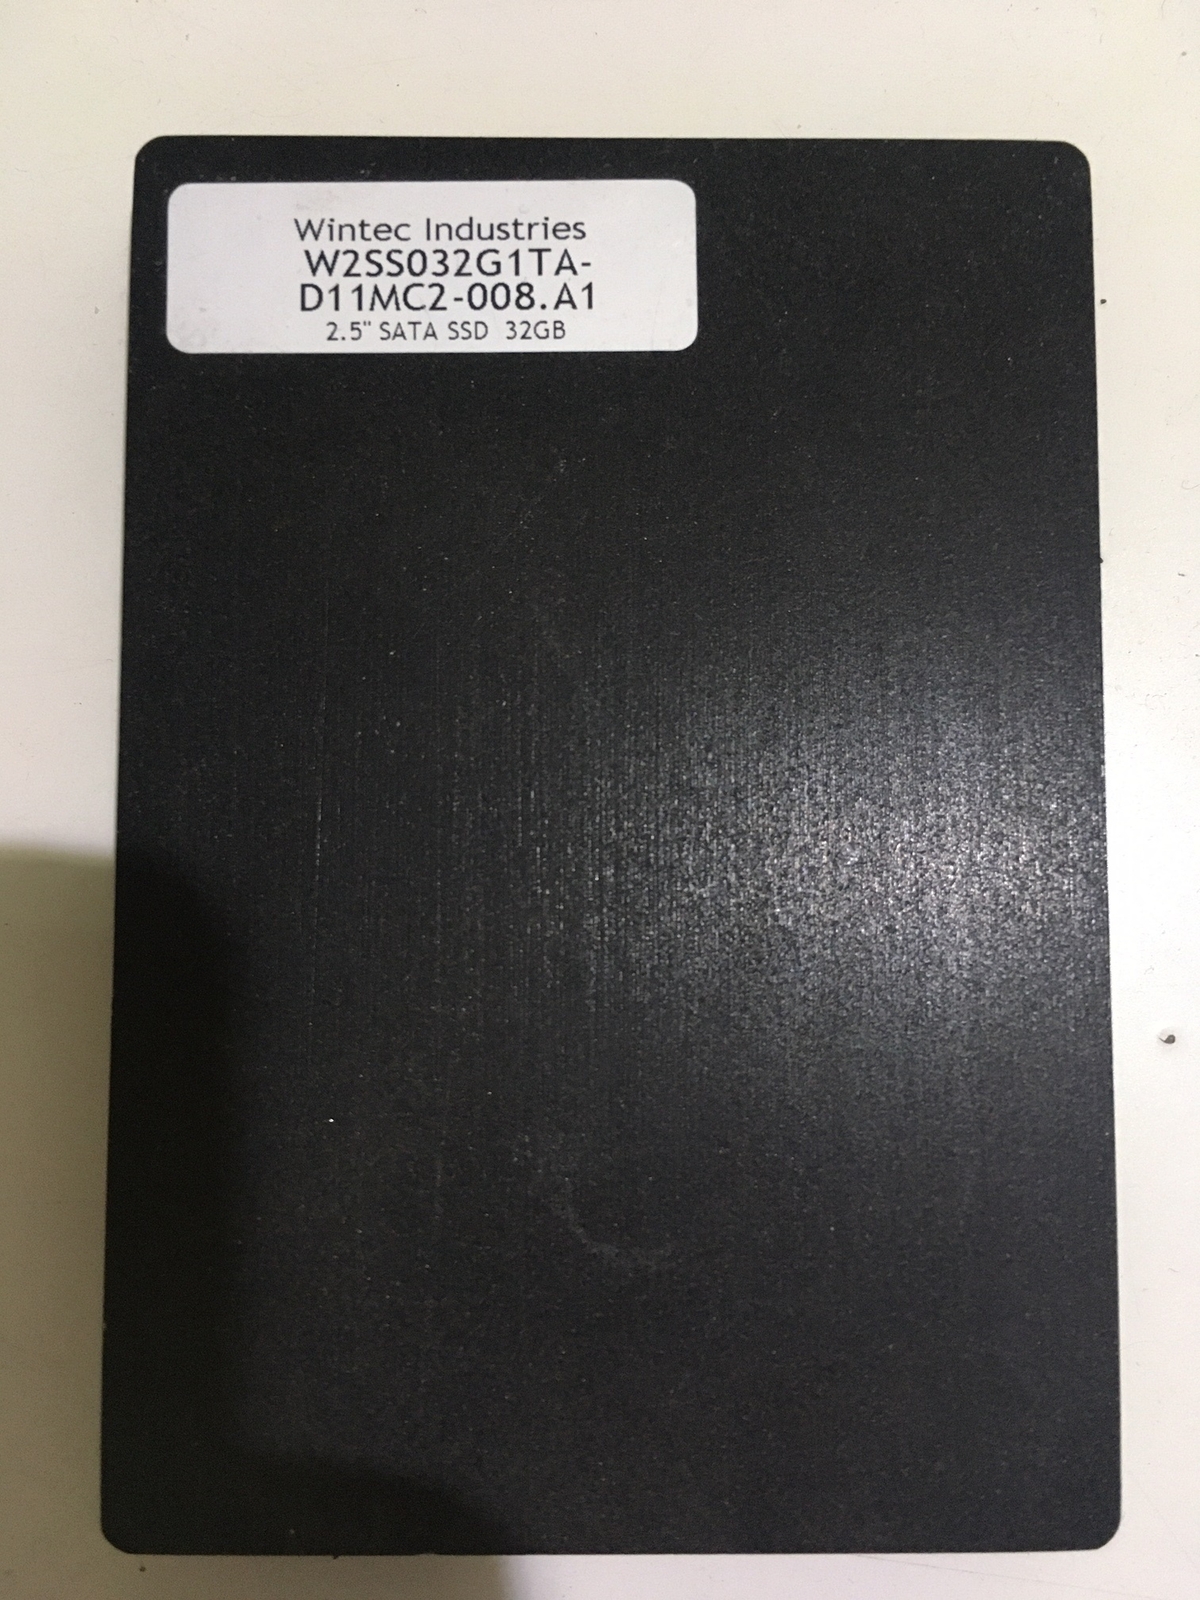 Wintec Industries
W2SS032G1TA-
D11MC2-008.A1
2.5" SATA SSD 32GB